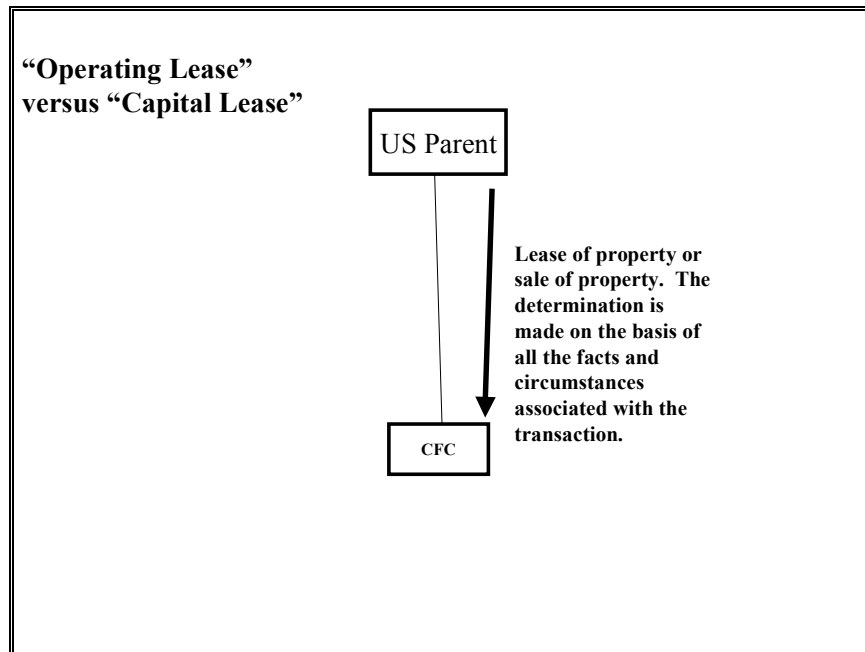 “Operating Lease”
versus “Capital Lease”
US Parent
Lease of property or
sale of property.  The
determination is
made on the basis of
all the facts and
circumstances
associated with the
transaction.
CFC